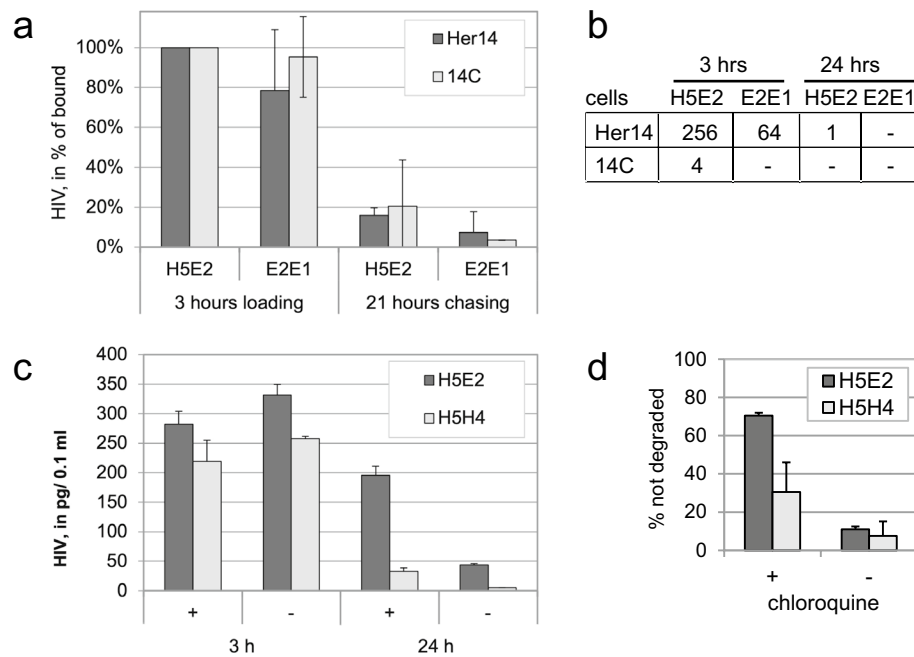 a
HIV, in % of bound
100%
80%
60%
40%
20%
0%
Her14
14C
H5E2 E2E1 H5E2 E2E1
3 hours loading 21 hours chasing
b
3 hrs 24 hrs
cells H5E2 E2E1 H5E2 E2E1
Her14 256 64 1 -
14C 4 - - -
c
HIV, in pg/ 0.1 ml
400
350
300
250
200
150
100
50
0
H5E2
H5H4
+ - + -
3 h 24 h
d
% not degraded
100
80
60
40
20
0
H5E2
H5H4
+ -
chloroquine